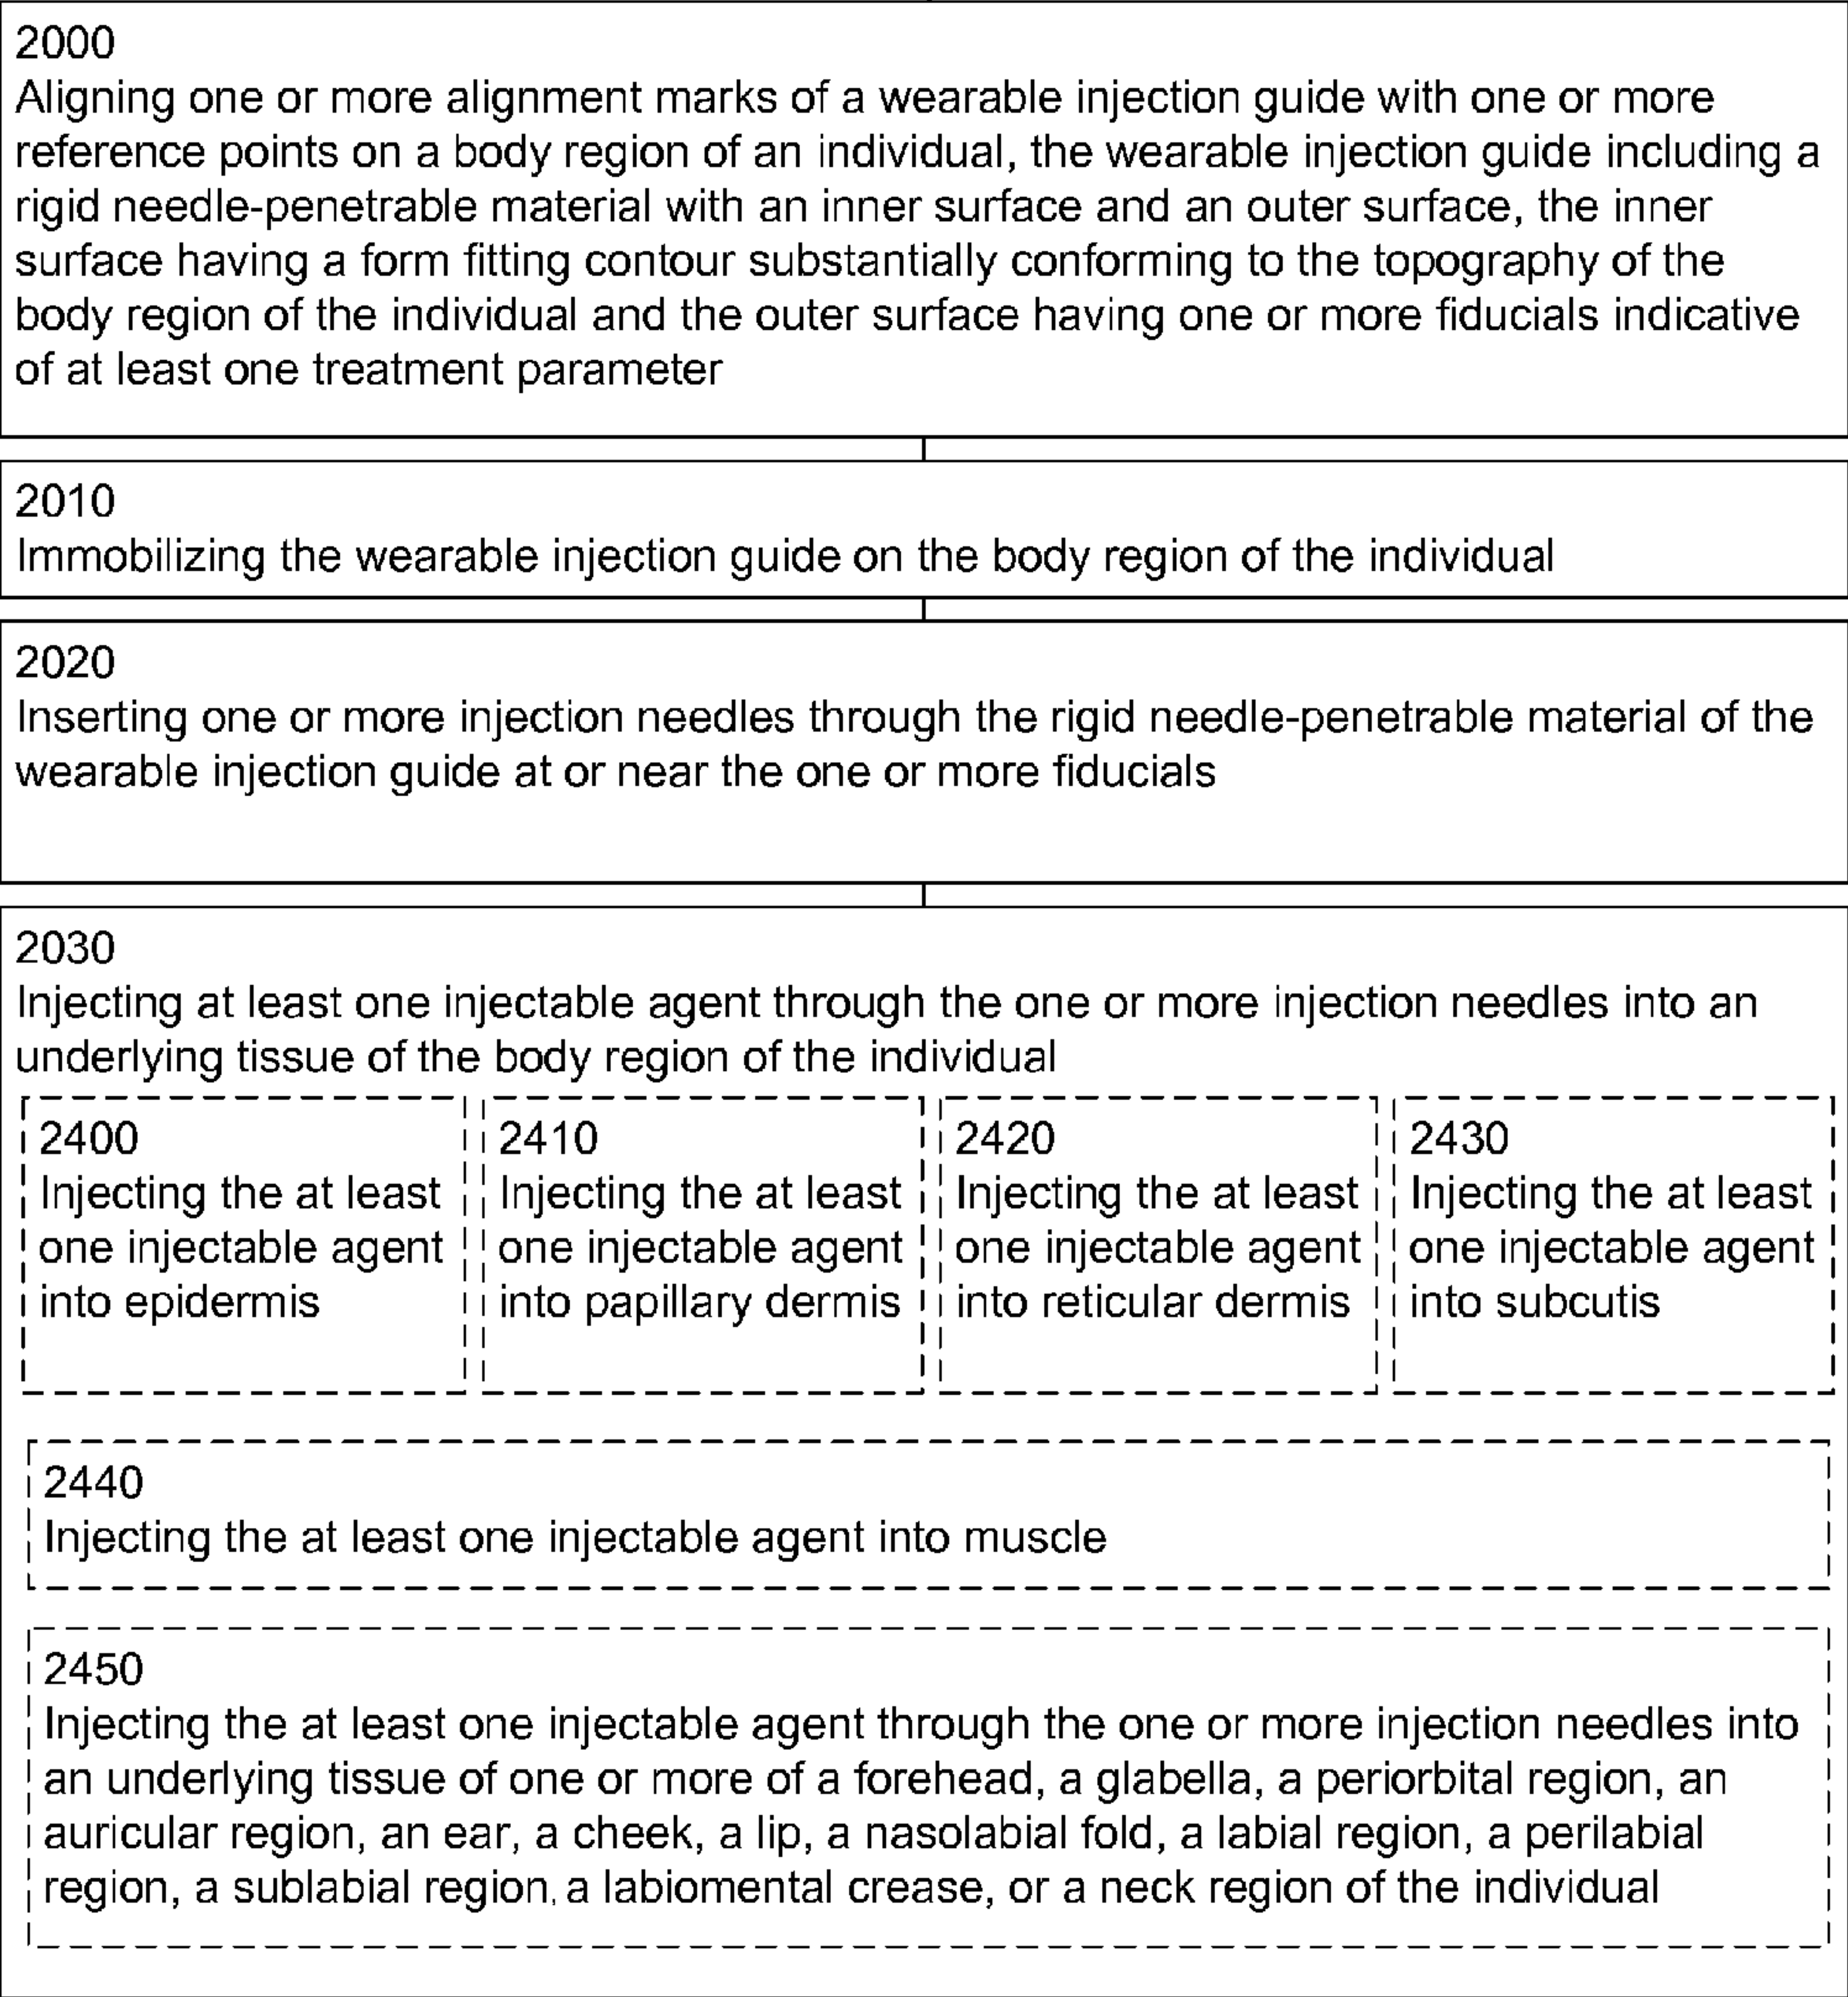 2000
Aligning one or more alignment marks of a wearable injection guide with one or more
reference points on a body region of an individual, the wearable injection guide including a
rigid needle-penetrable material with an inner surface and an outer surface, the inner
surface having a form fitting contour substantially conforming to the topography of the
body region of the individual and the outer surface having one or more fiducials indicative
of at least one treatment parameter
2010
Immobilizing the wearable injection guide on the body region of the individual
2020
Inserting one or more injection needles through the rigid needle-penetrable material of the
wearable injection guide at or near the one or more fiducials
2030
Injecting at least one injectable agent through the one or more injection needles into an
underlying tissue of the body region of the individual
2400
Injecting the at least
one injectable agent
into epidermis
2410
Injecting the at least
one injectable agent
into papillary dermis
2420
Injecting the at least
one injectable agent
into reticular dermis
2430
Injecting the at least
one injectable agent
into subcutis
2440
Injecting the at least one injectable agent into muscle
2450
Injecting the at least one injectable agent through the one or more injection needles into
an underlying tissue of one or more of a forehead, a glabella, a periorbital region, an
auricular region, an ear, a cheek, a lip, a nasolabial fold, a labial region, a perilabial
region, a sublabial region, a labiomental crease, or a neck region of the individual